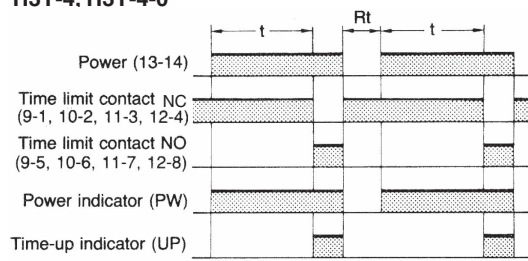 H3Y-4, H3Y-4-0
t Rt t
Power (13-14)
Time limit contact NC
(9-1, 10-2, 11-3, 12-4)
Time limit contact NO
(9-5, 10-6, 11-7, 12-8)
Power indicator (PW)
Time-up indicator (UP)